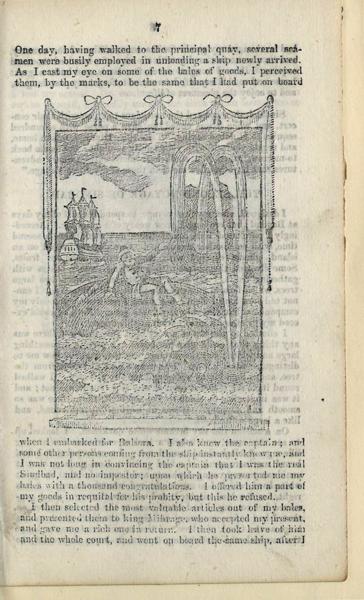 7
One day, having walked to the principal quay, several sea-
men were busily employed in unloading a ship newly arrived.
As I cast my eye on some of the bales of goods, I perceived
them, by the marks, to be the same that I had put on board
when I embarked for Balsora. I also knew the captain; and
some other persons coming from the ship instantly knew me, and
I was not long in convincing the captain that I was the real
Sindbad, and no impostor; upon which he presented me my
bales with a thousand congratulations. I offered him a part of
my goods in requital for his probity, but this he refused.
I then selected the most valuable articles out of my bales,
and presented them to king Mihrage, who accepted my present,
and gave me a rich one in return. I then took leave of him
and the whole court, and went on board the same ship, after I